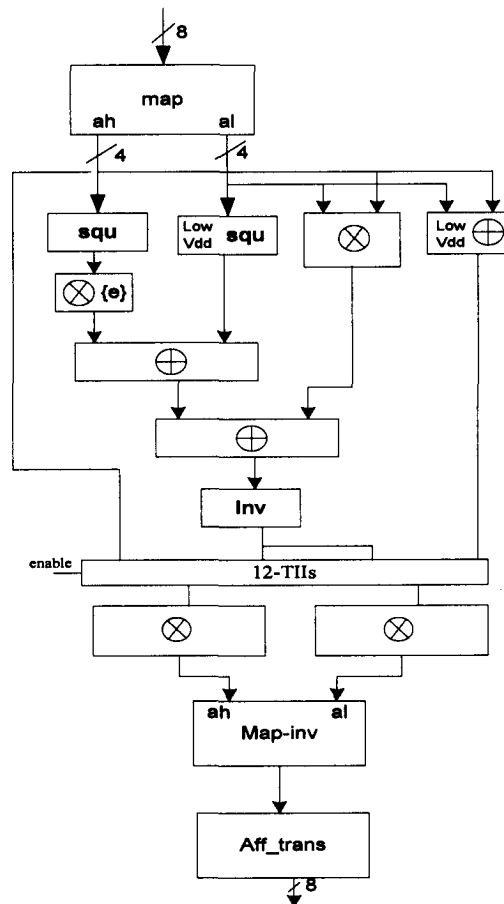 8
map
ah al
4 4
squ
Low Vdd squ
Low Vdd
{e}
Inv
enable
12-TIIs
ah al
Map-inv
Aff_trans
8